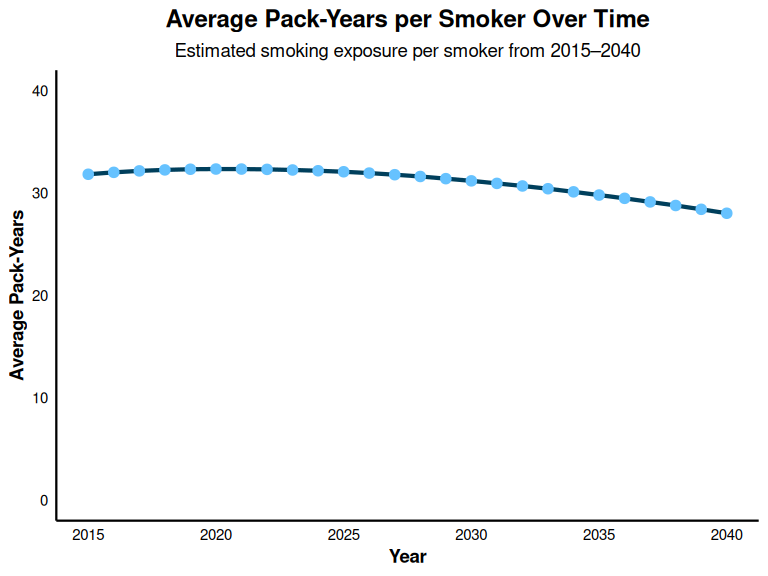 Average Pack-Years per Smoker Over Time
Estimated smoking exposure per smoker from 2015–2040
40
30
20
10
0
Average Pack-Years
2015 2020 2025 2030 2035 2040
Year